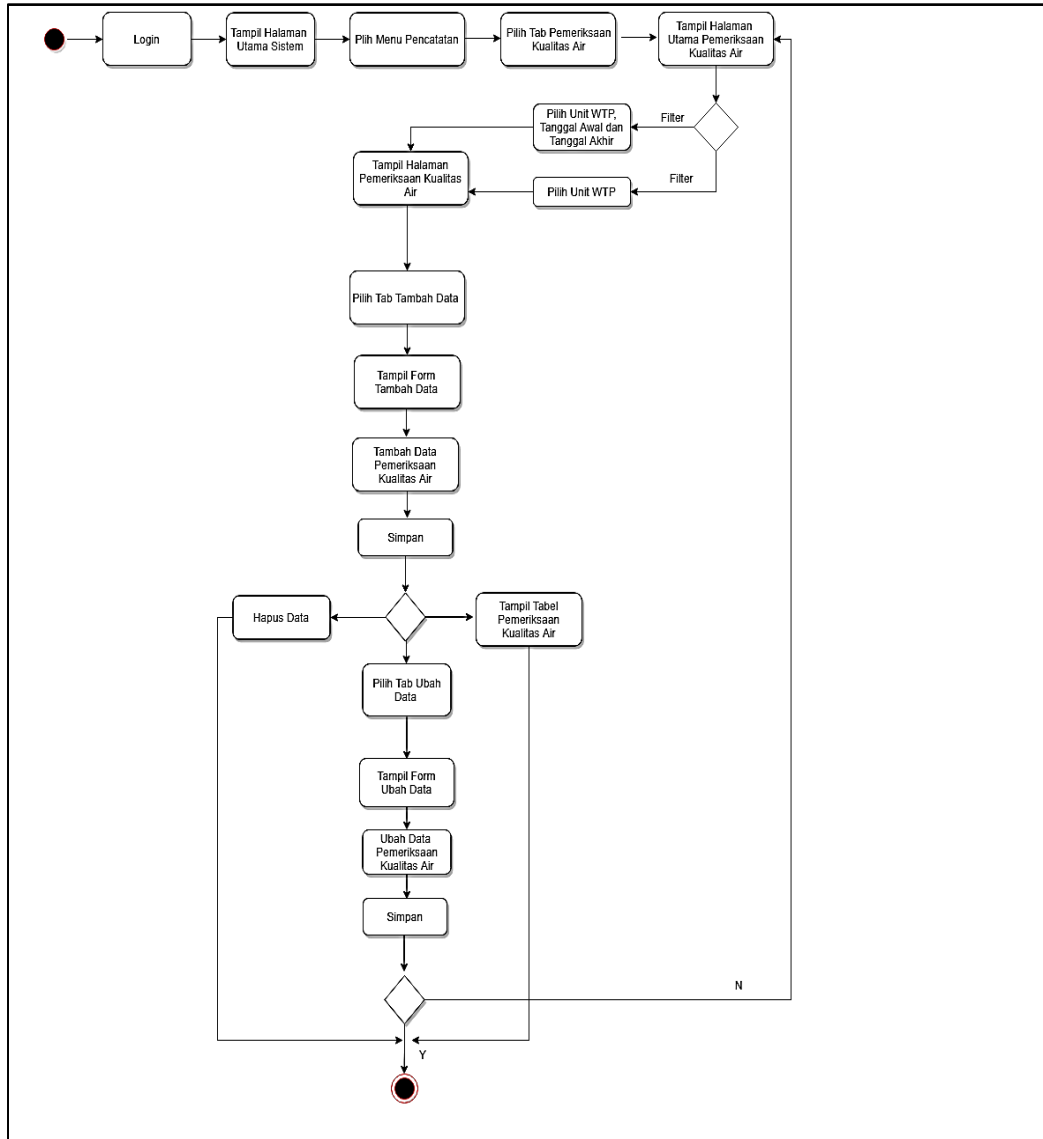 Login
Tampil Halaman
Utama Sistem
Plih Menu Pencatatan
Pilih Tab Pemeriksaan
Kualitas Air
Tampil Halaman
Utama Pemeriksaan
Kualitas Air
Pilih Unit WTP,
Tanggal Awal dan
Tanggal Akhir
Filter
Tampil Halaman
Pemeriksaan Kualitas
Air
Pilih Unit WTP
Filter
Pilih Tab Tambah Data
Tampil Form
Tambah Data
Tambah Data
Pemeriksaan
Kualitas Air
Simpan
Hapus Data
Tampil Tabel
Pemeriksaan
Kualitas Air
Pilih Tab Ubah
Data
Tampil Form
Ubah Data
Ubah Data
Pemeriksaan
Kualitas Air
Simpan
N
Y